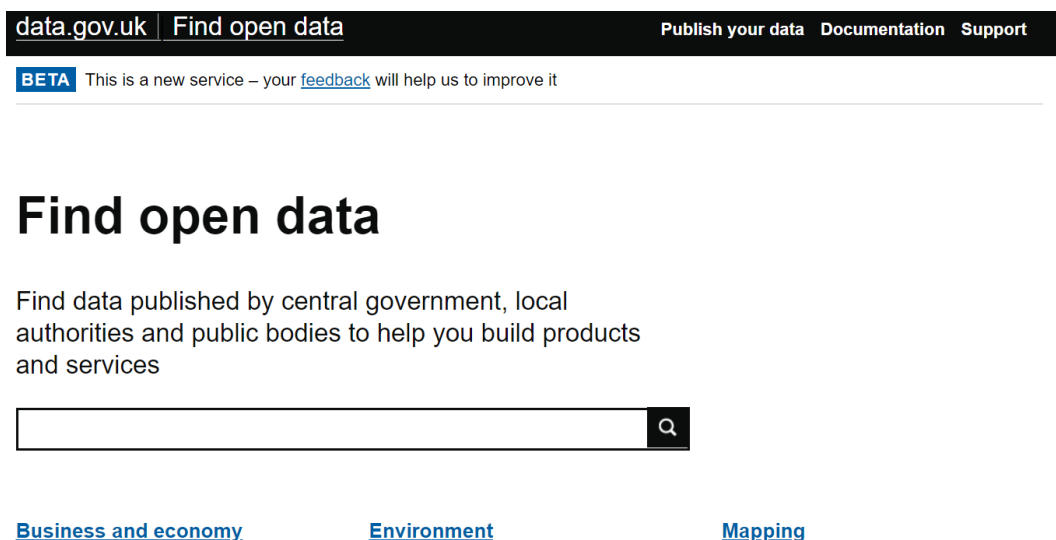 data.gov.uk | Find open data Publish your data Documentation Support
BETA This is a new service – your feedback will help us to improve it
Find open data
Find data published by central government, local
authorities and public bodies to help you build products
and services
Business and economy Environment Mapping